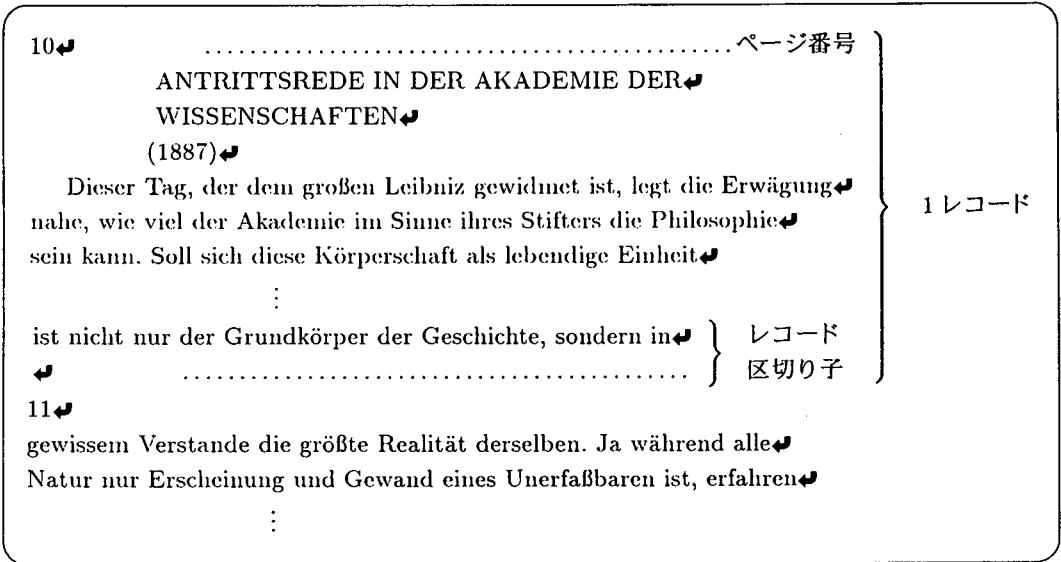 10↵ ................................................ページ番号
ANTRITTSREDE IN DER AKADEMIE DER↵
WISSENSCHAFTEN↵
(1887)↵
Dieser Tag, der dem großen Leibniz gewidmet ist, legt die Erwägung↵
nahe, wie viel der Akademie im Sinne ihres Stifters die Philosophie↵
sein kann. Soll sich diese Körperschaft als lebendige Einheit↵
1レコード
⋮
ist nicht nur der Grundkörper der Geschichte, sondern in↵ レコード
↵ .............................................. 区切り子
11↵
gewissem Verstande die größte Realität derselben. Ja während alle↵
Natur nur Erscheinung und Gewand eines Unerfaßbaren ist, erfahren↵
⋮